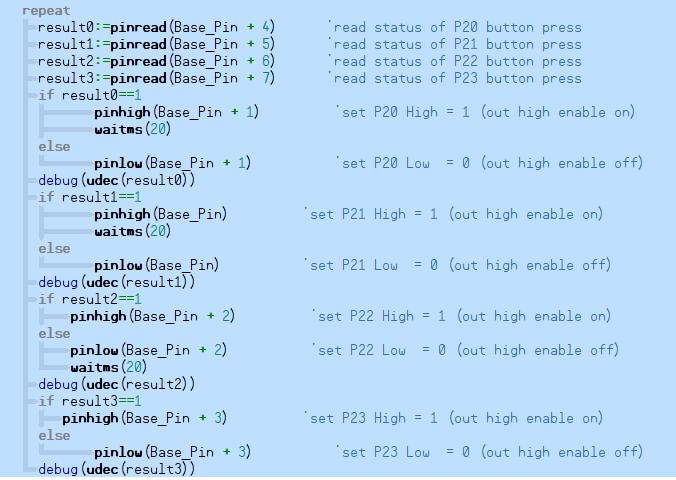 repeat
result0:=pinread(Base_Pin + 4) 'read status of P20 button press
result1:=pinread(Base_Pin + 5) 'read status of P21 button press
result2:=pinread(Base_Pin + 6) 'read status of P22 button press
result3:=pinread(Base_Pin + 7) 'read status of P23 button press
if result0==1
pinhigh(Base_Pin + 1) 'set P20 High = 1 (out high enable on)
waitms(20)
else
pinlow(Base_Pin + 1) 'set P20 Low = 0 (out high enable off)
debug(udec(result0))
if result1==1
pinhigh(Base_Pin) 'set P21 High = 1 (out high enable on)
waitms(20)
else
pinlow(Base_Pin) 'set P21 Low = 0 (out high enable off)
debug(udec(result1))
if result2==1
pinhigh(Base_Pin + 2) 'set P22 High = 1 (out high enable on)
else
pinlow(Base_Pin + 2) 'set P22 Low = 0 (out high enable off)
waitms(20)
debug(udec(result2))
if result3==1
pinhigh(Base_Pin + 3) 'set P23 High = 1 (out high enable on)
else
pinlow(Base_Pin + 3) 'set P23 Low = 0 (out high enable off)
debug(udec(result3))